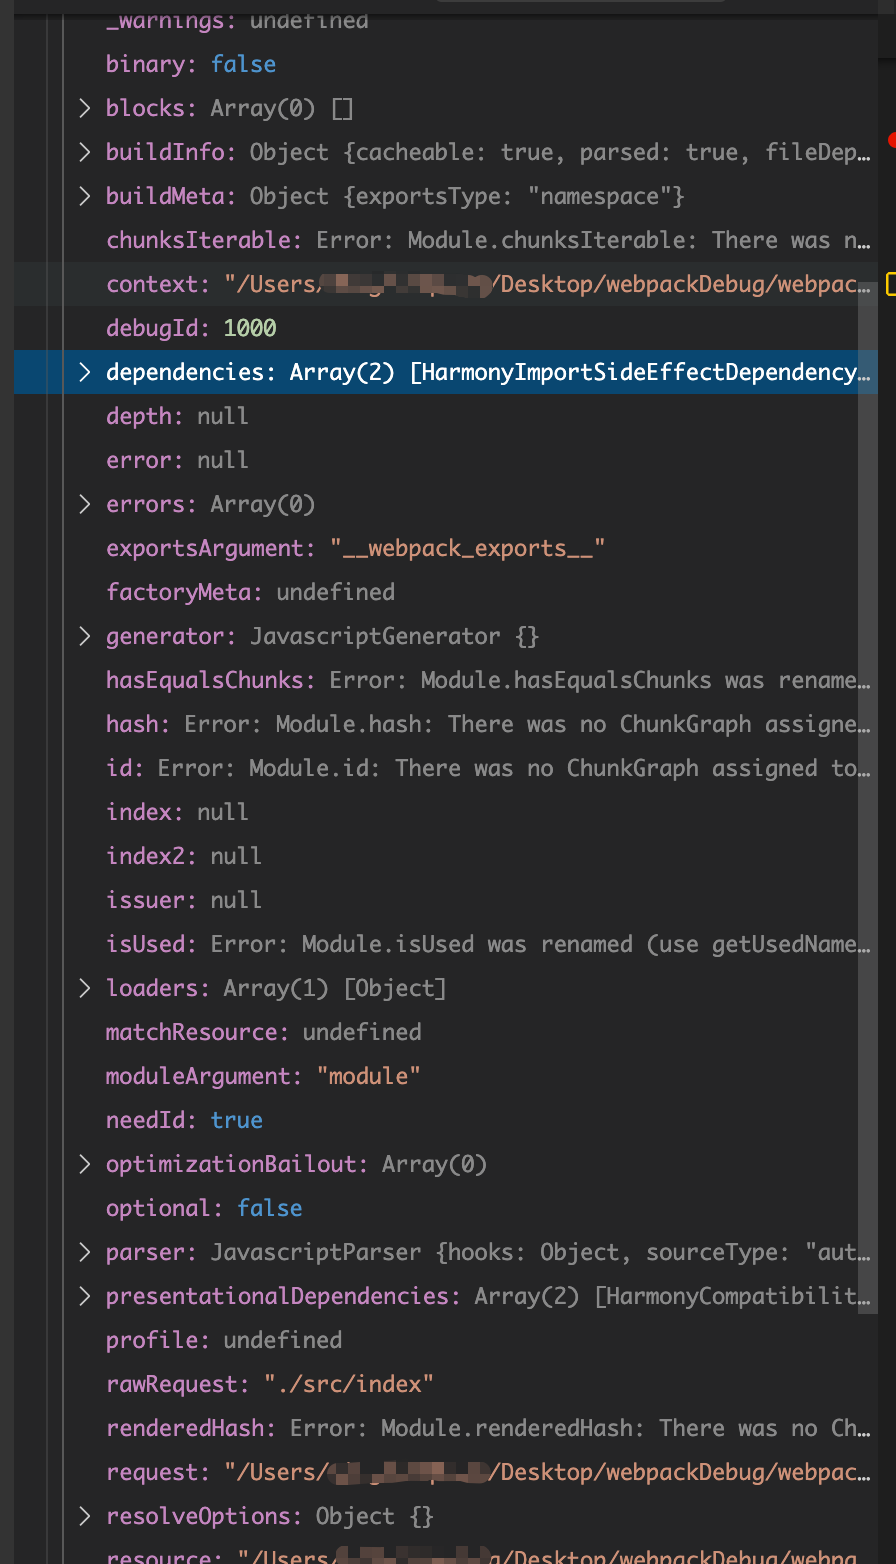 _warnings: undefined
binary: false
blocks: Array(0) []
buildInfo: Object {cacheable: true, parsed: true, fileDep…
buildMeta: Object {exportsType: "namespace"}
chunksIterable: Error: Module.chunksIterable: There was n…
context: "/Users/ /Desktop/webpackDebug/webpac…
debugId: 1000
dependencies: Array(2) [HarmonyImportSideEffectDependency…
depth: null
error: null
errors: Array(0)
exportsArgument: "__webpack_exports__"
factoryMeta: undefined
generator: JavascriptGenerator {}
hasEqualsChunks: Error: Module.hasEqualsChunks was rename…
hash: Error: Module.hash: There was no ChunkGraph assigne…
id: Error: Module.id: There was no ChunkGraph assigned to…
index: null
index2: null
issuer: null
isUsed: Error: Module.isUsed was renamed (use getUsedName…
loaders: Array(1) [Object]
matchResource: undefined
moduleArgument: "module"
needId: true
optimizationBailout: Array(0)
optional: false
parser: JavascriptParser {hooks: Object, sourceType: "aut…
presentationalDependencies: Array(2) [HarmonyCompatibilit…
profile: undefined
rawRequest: "./src/index"
renderedHash: Error: Module.renderedHash: There was no Ch…
request: "/Users/ /Desktop/webpackDebug/webpac…
resolveOptions: Object {}
resource: "/Users/ /Desktop/webpackDebug/webpa…